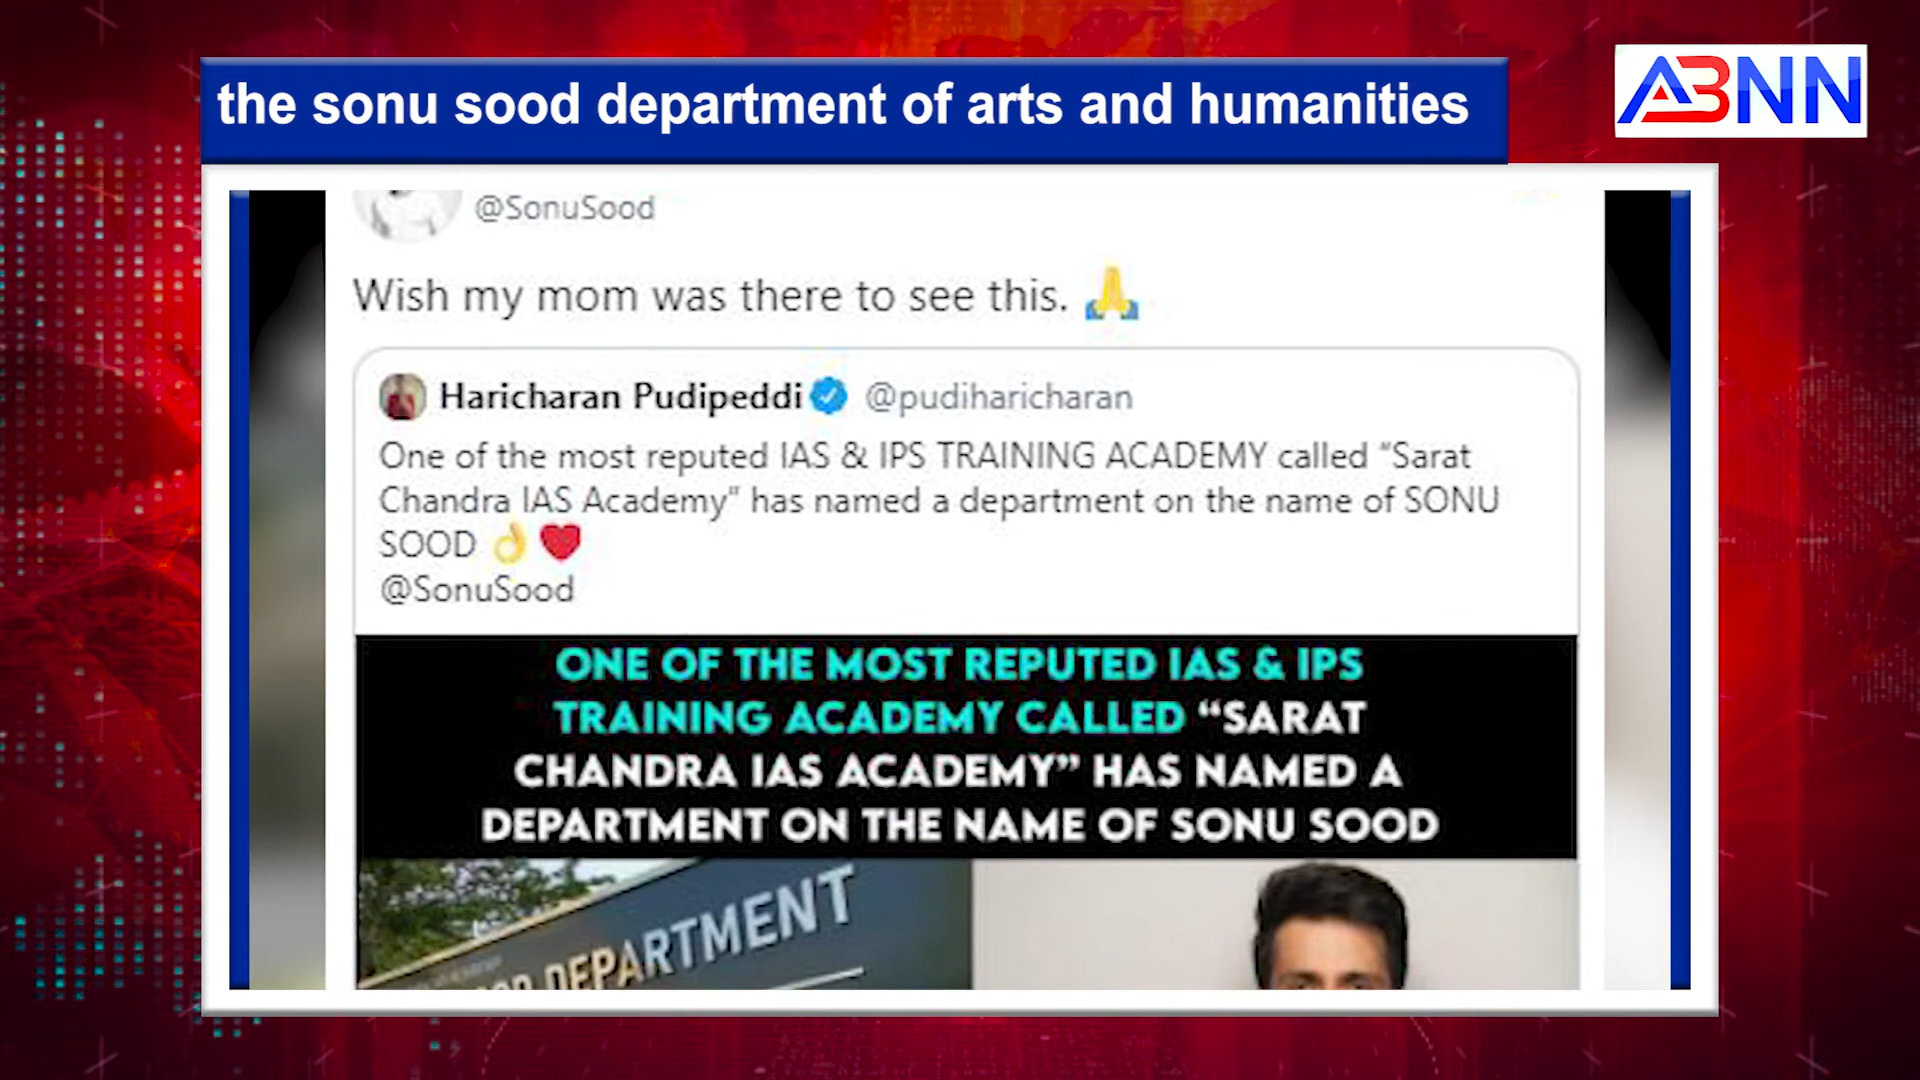 the sonu sood department of arts and humanities
ABNN
@SonuSood
Wish my mom was there to see this. 🙏
Haricharan Pudipeddi @pudiharicharan
One of the most reputed IAS & IPS TRAINING ACADEMY called “Sarat
Chandra IAS Academy” has named a department on the name of SONU
SOOD 👌❤️
@SonuSood
ONE OF THE MOST REPUTED IAS & IPS
TRAINING ACADEMY CALLED “SARAT
CHANDRA IAS ACADEMY” HAS NAMED A
DEPARTMENT ON THE NAME OF SONU SOOD
DEPARTMENT
DEPARTMENT